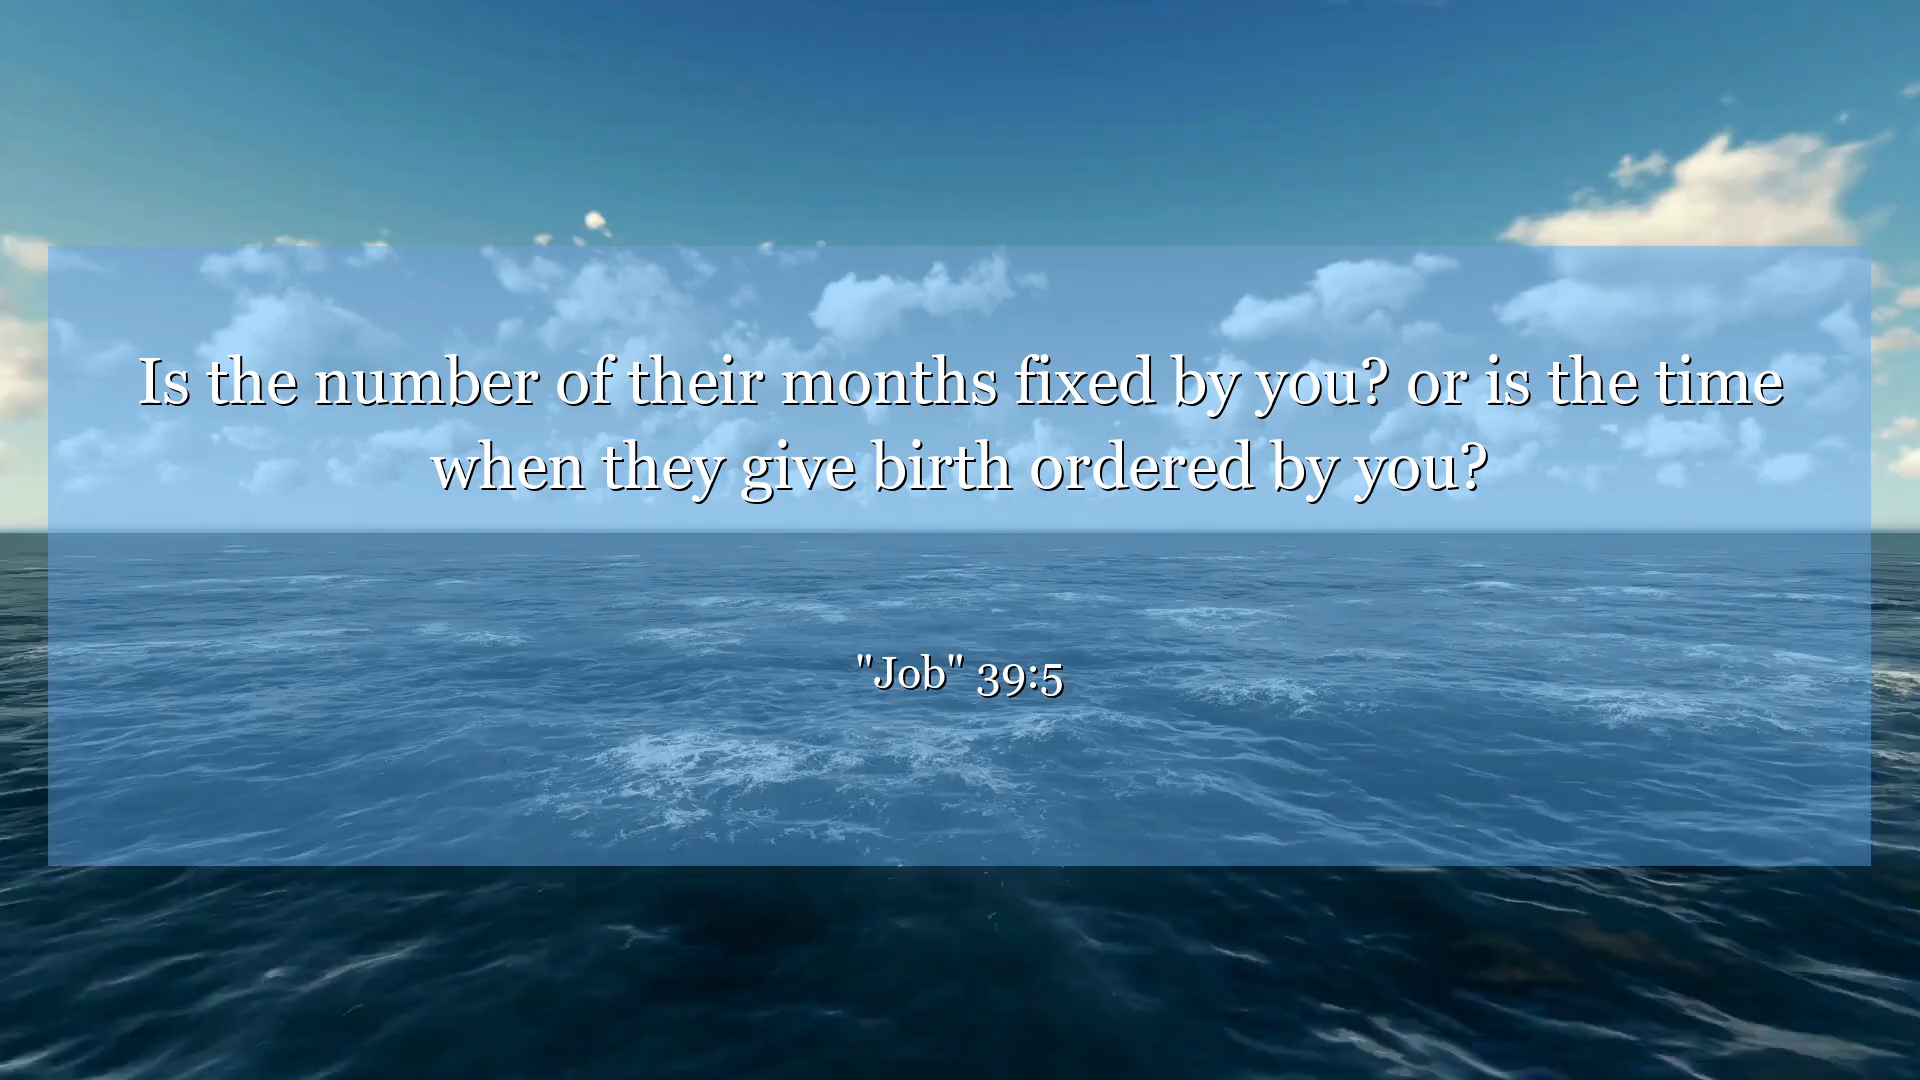 Is the number of their months fixed by you? or is the time
when they give birth ordered by you?
"Job" 39:5